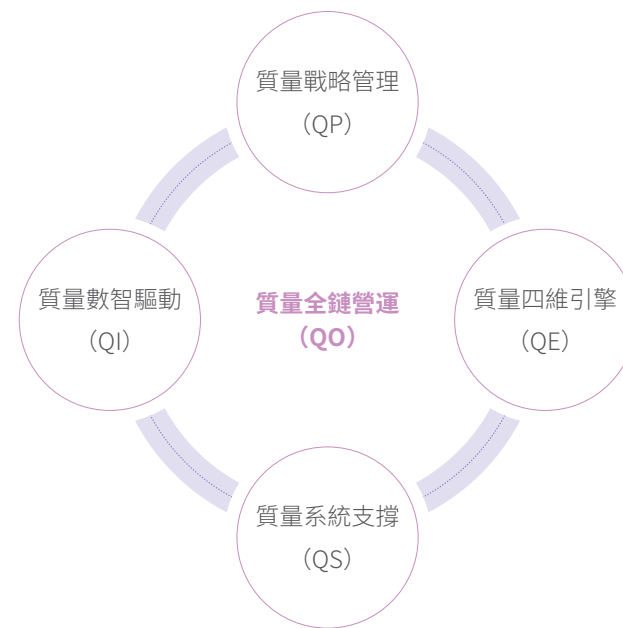 質量戰略管理
（QP）
質量數智驅動
（QI）
質量全鏈營運
（QO）
質量四維引擎
（QE）
質量系統支撐
（QS）